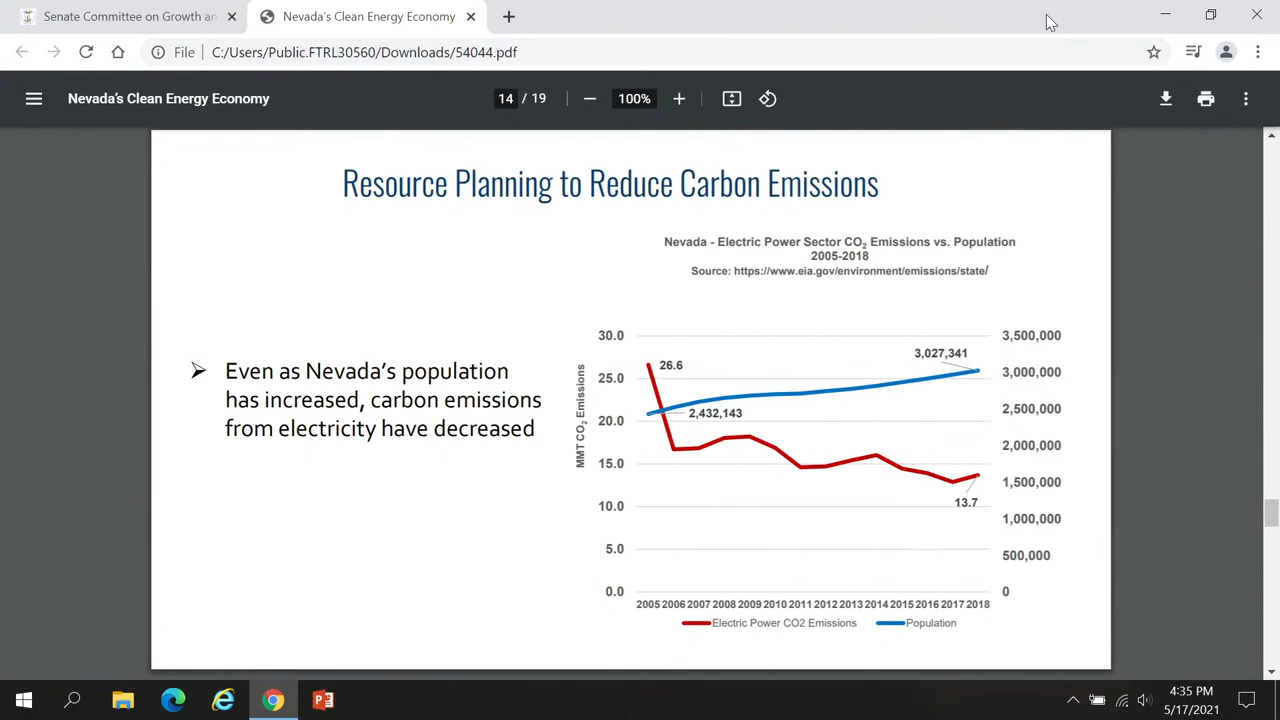 Senate Committee on Growth an
Nevada's Clean Energy Economy
File
C:/Users/Public.FTRL30560/Downloads/54044.pdf
Nevada's Clean Energy Economy
14 / 19
100%
Resource Planning to Reduce Carbon Emissions
Nevada - Electric Power Sector CO₂ Emissions vs. Population
2005-2018
Source: https://www.eia.gov/environment/emissions/state/
Even as Nevada's population
has increased, carbon emissions
from electricity have decreased
MMT CO₂ Emissions
30.0
25.0
20.0
15.0
10.0
5.0
0.0
26.6
2,432,143
3,027,341
13.7
3,500,000
3,000,000
2,500,000
2,000,000
1,500,000
1,000,000
500,000
0
2005 2006 2007 2008 2009 2010 2011 2012 2013 2014 2015 2016 2017 2018
Electric Power CO2 Emissions
Population
4:35 PM
5/17/2021